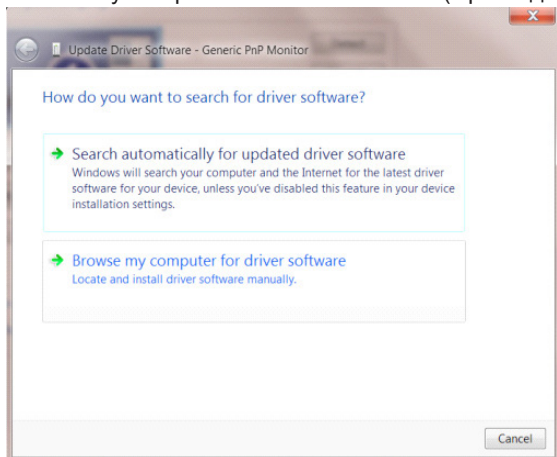 Update Driver Software - Generic PnP Monitor
How do you want to search for driver software?
Search automatically for updated driver software
Windows will search your computer and the Internet for the latest driver
software for your device, unless you've disabled this feature in your device
installation settings.
Browse my computer for driver software
Locate and install driver software manually.
Cancel